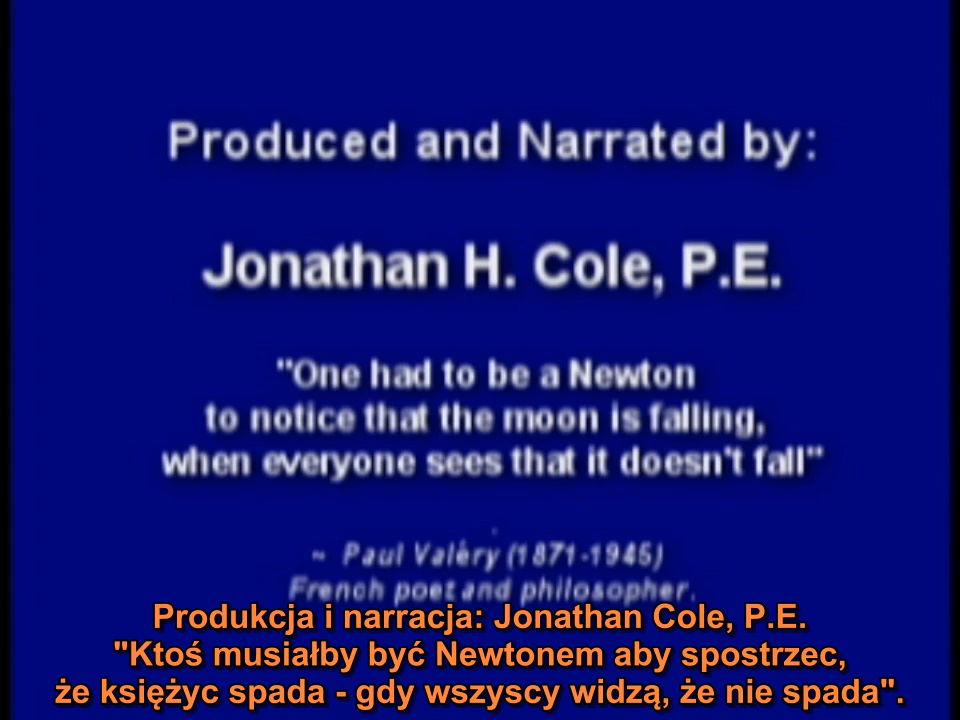 Produced and Narrated by:
Jonathan H. Cole, P.E.
"One had to be a Newton
to notice that the moon is falling,
when everyone sees that it doesn't fall"
~ Paul Valèry (1871-1945)
French poet and philosopher.
Produkcja i narracja: Jonathan Cole, P.E.
"Ktoś musiałby być Newtonem aby spostrzec,
że księżyc spada - gdy wszyscy widzą, że nie spada".